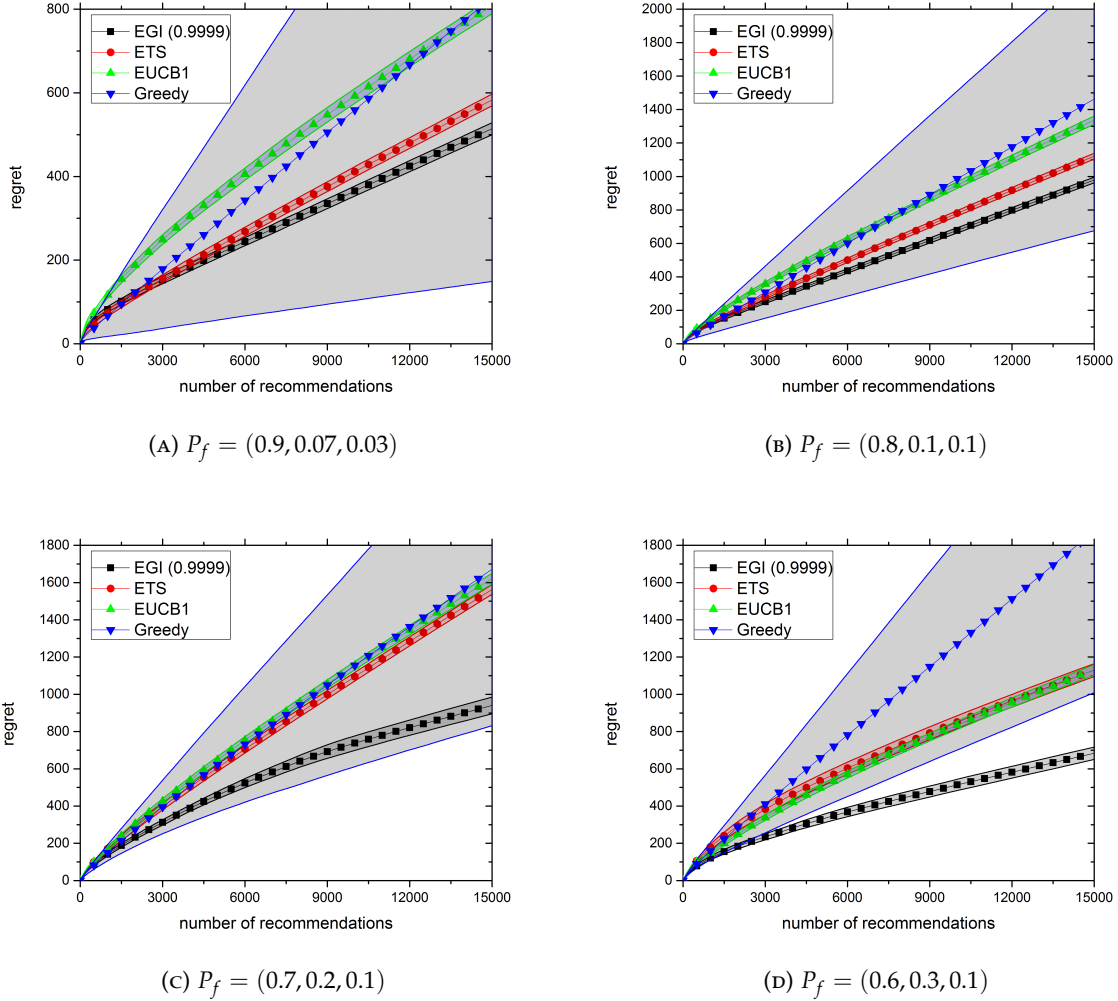 EGI (0.9999)
ETS
EUCB1
Greedy
800
600
400
200
0
regret
0 3000 6000 9000 12000 15000
number of recommendations
(A) P_f = (0.9, 0.07, 0.03)
EGI (0.9999)
ETS
EUCB1
Greedy
2000
1800
1600
1400
1200
1000
800
600
400
200
0
regret
0 3000 6000 9000 12000 15000
number of recommendations
(B) P_f = (0.8, 0.1, 0.1)
EGI (0.9999)
ETS
EUCB1
Greedy
1800
1600
1400
1200
1000
800
600
400
200
0
regret
0 3000 6000 9000 12000 15000
number of recommendations
(C) P_f = (0.7, 0.2, 0.1)
EGI (0.9999)
ETS
EUCB1
Greedy
1800
1600
1400
1200
1000
800
600
400
200
0
regret
0 3000 6000 9000 12000 15000
number of recommendations
(D) P_f = (0.6, 0.3, 0.1)